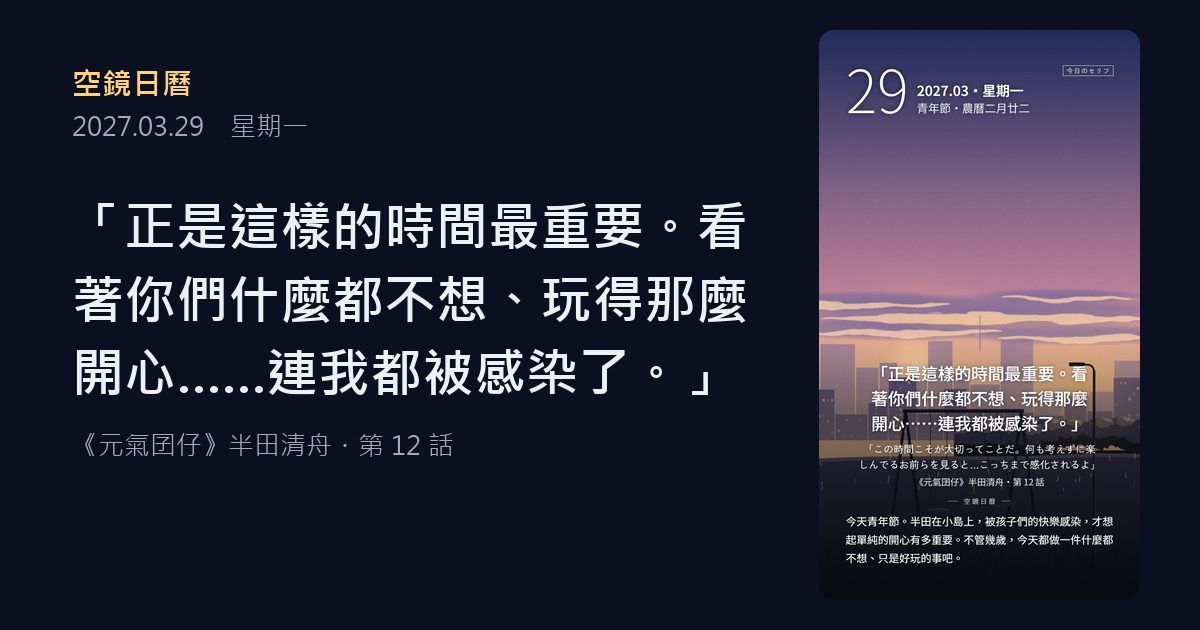 空鏡日曆
2027.03.29　星期一
「正是這樣的時間最重要。看
著你們什麼都不想、玩得那麼
開心……連我都被感染了。」
《元氣囝仔》半田清舟・第 12 話
29
2027.03・星期一
青年節・農曆二月廿二
今日のセリフ
「正是這樣的時間最重要。看
著你們什麼都不想、玩得那麼
開心……連我都被感染了。」
「この時間こそが大切ってことだ。何も考えずに楽
しんでるお前らを見ると…こっちまで感化されるよ」
《元氣囝仔》半田清舟・第 12 話
空鏡日曆
今天青年節。半田在小島上，被孩子們的快樂感染，才想
起單純的開心有多重要。不管幾歲，今天都做一件什麼都
不想、只是好玩的事吧。